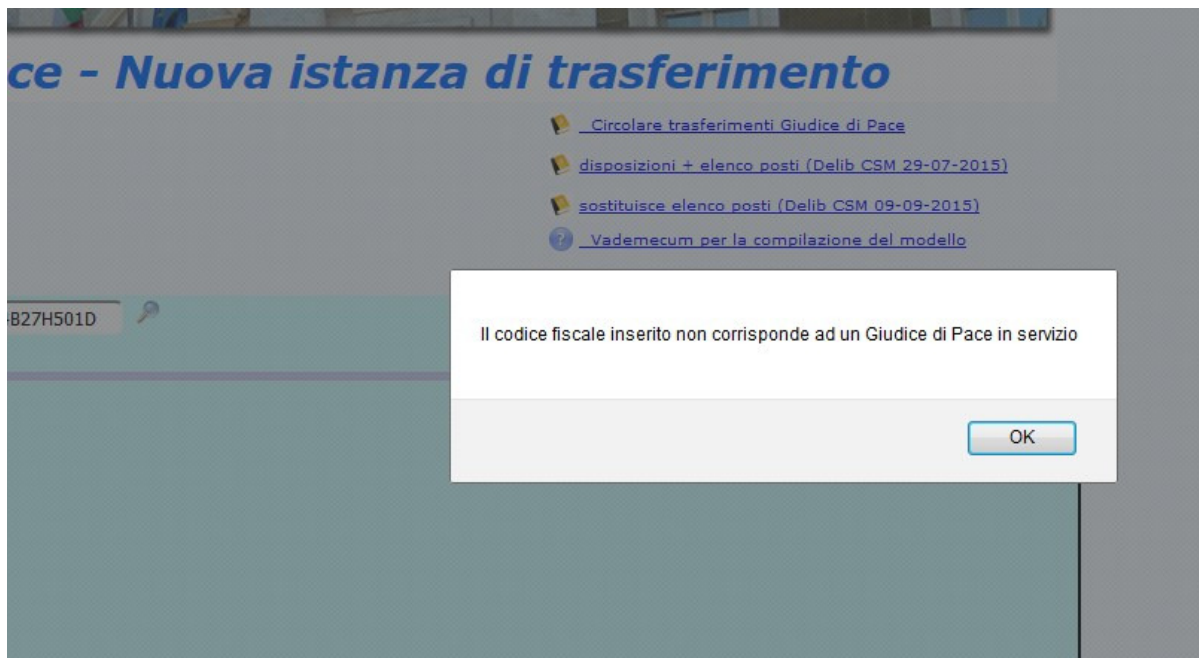 ce - Nuova istanza di trasferimento
Circolare trasferimenti Giudice di Pace
disposizioni + elenco posti (Delib CSM 29-07-2015)
sostituisce elenco posti (Delib CSM 09-09-2015)
Vademecum per la compilazione del modello
B27H501D
Il codice fiscale inserito non corrisponde ad un Giudice di Pace in servizio
OK